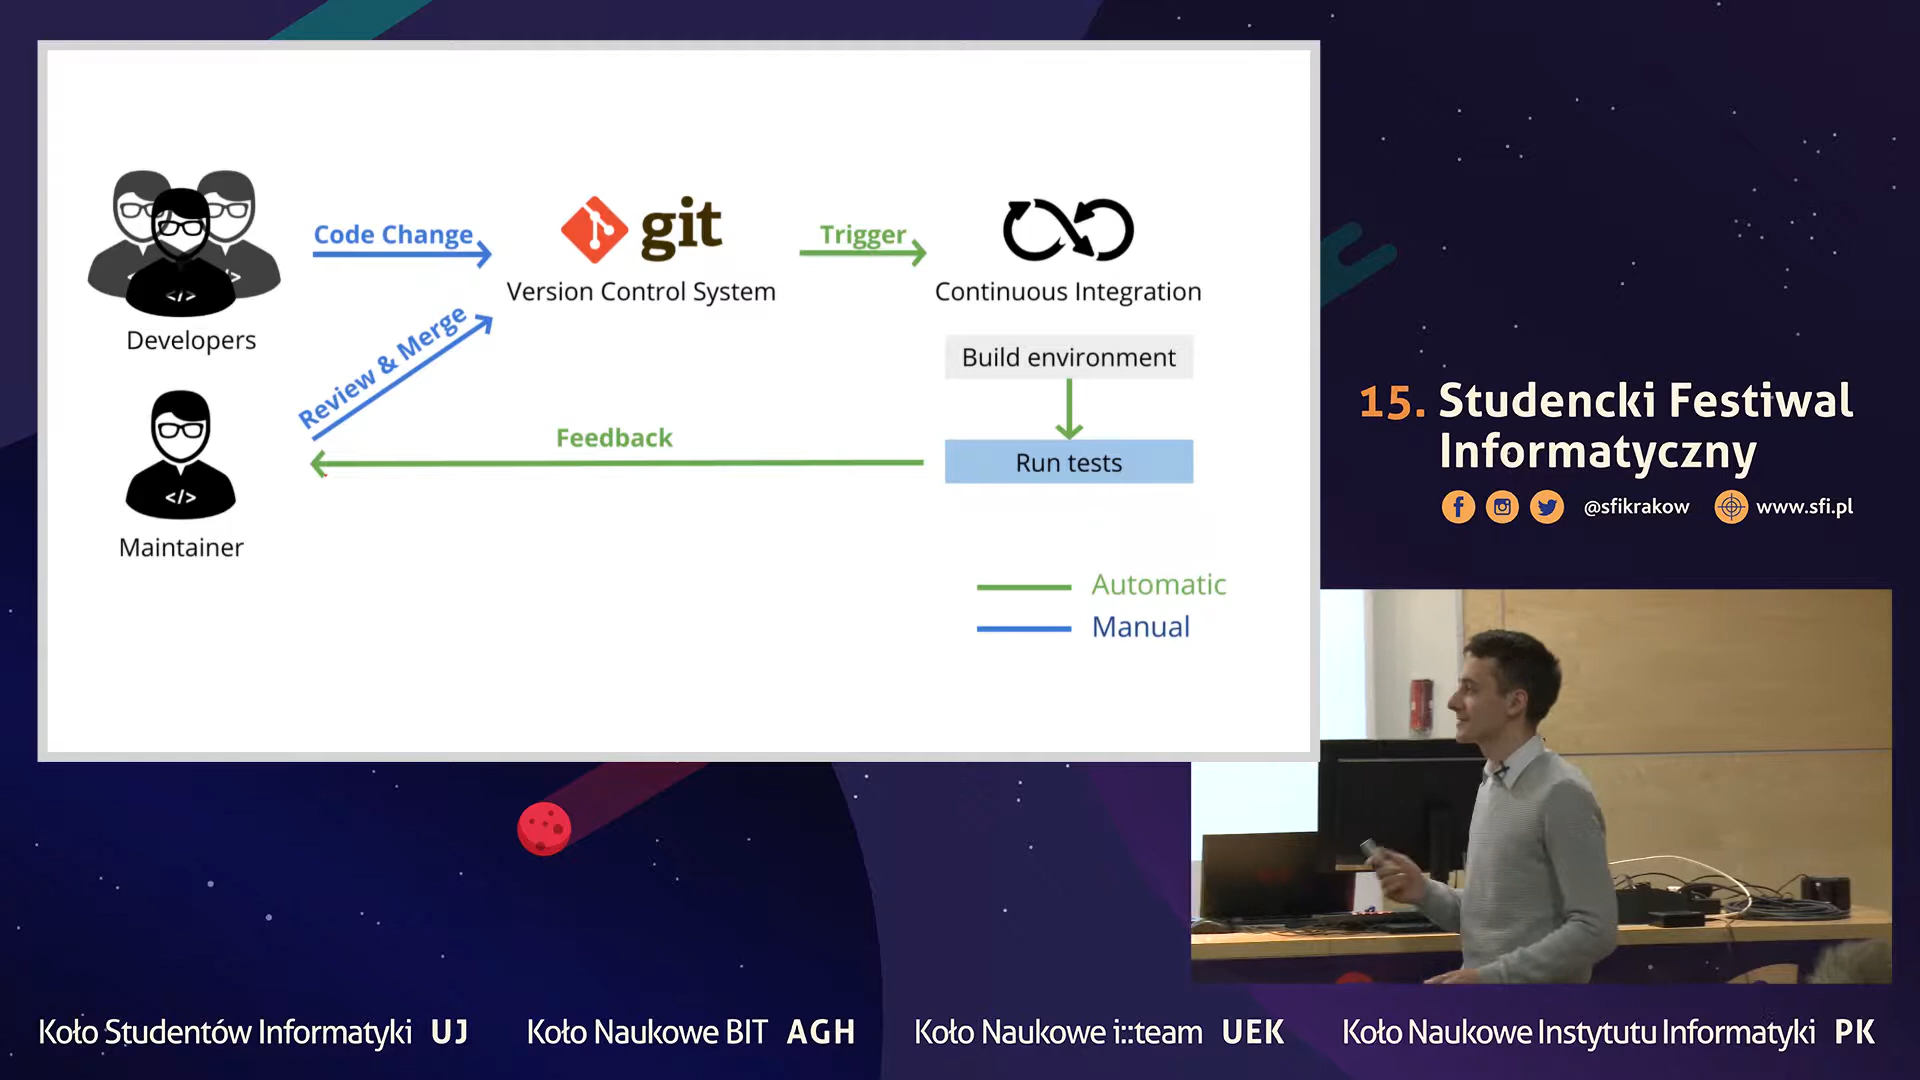 Code Change
git
Trigger
Version Control System
Continuous Integration
Developers
Review & Merge
Build environment
Feedback
Run tests
</>
Maintainer
Automatic
Manual
15. Studencki Festiwal
Informatyczny
@sfikrakow www.sfi.pl
Koło Studentów Informatyki UJ Koło Naukowe BIT AGH Koło Naukowe i::team UEK Koło Naukowe Instytutu Informatyki PK